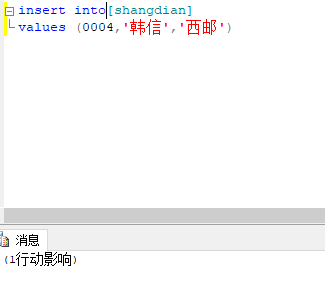 insert into[shangdian]
values (0004,'韩信','西邮')
消息
(1行动影响)